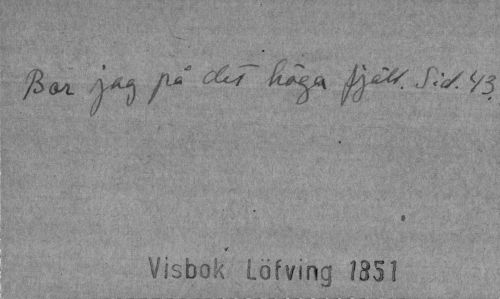 Bor jag på det höga fjäll. Sid. 43.
Visbok Löfving 1851